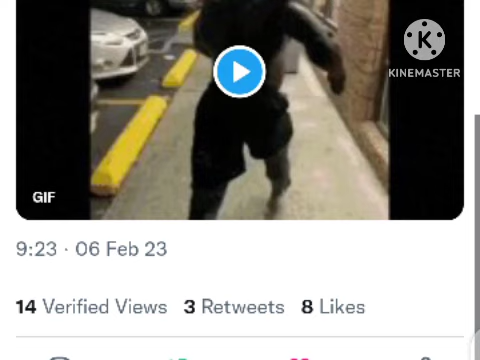 KINEMASTER
GIF
9:23 · 06 Feb 23
14 Verified Views 3 Retweets 8 Likes